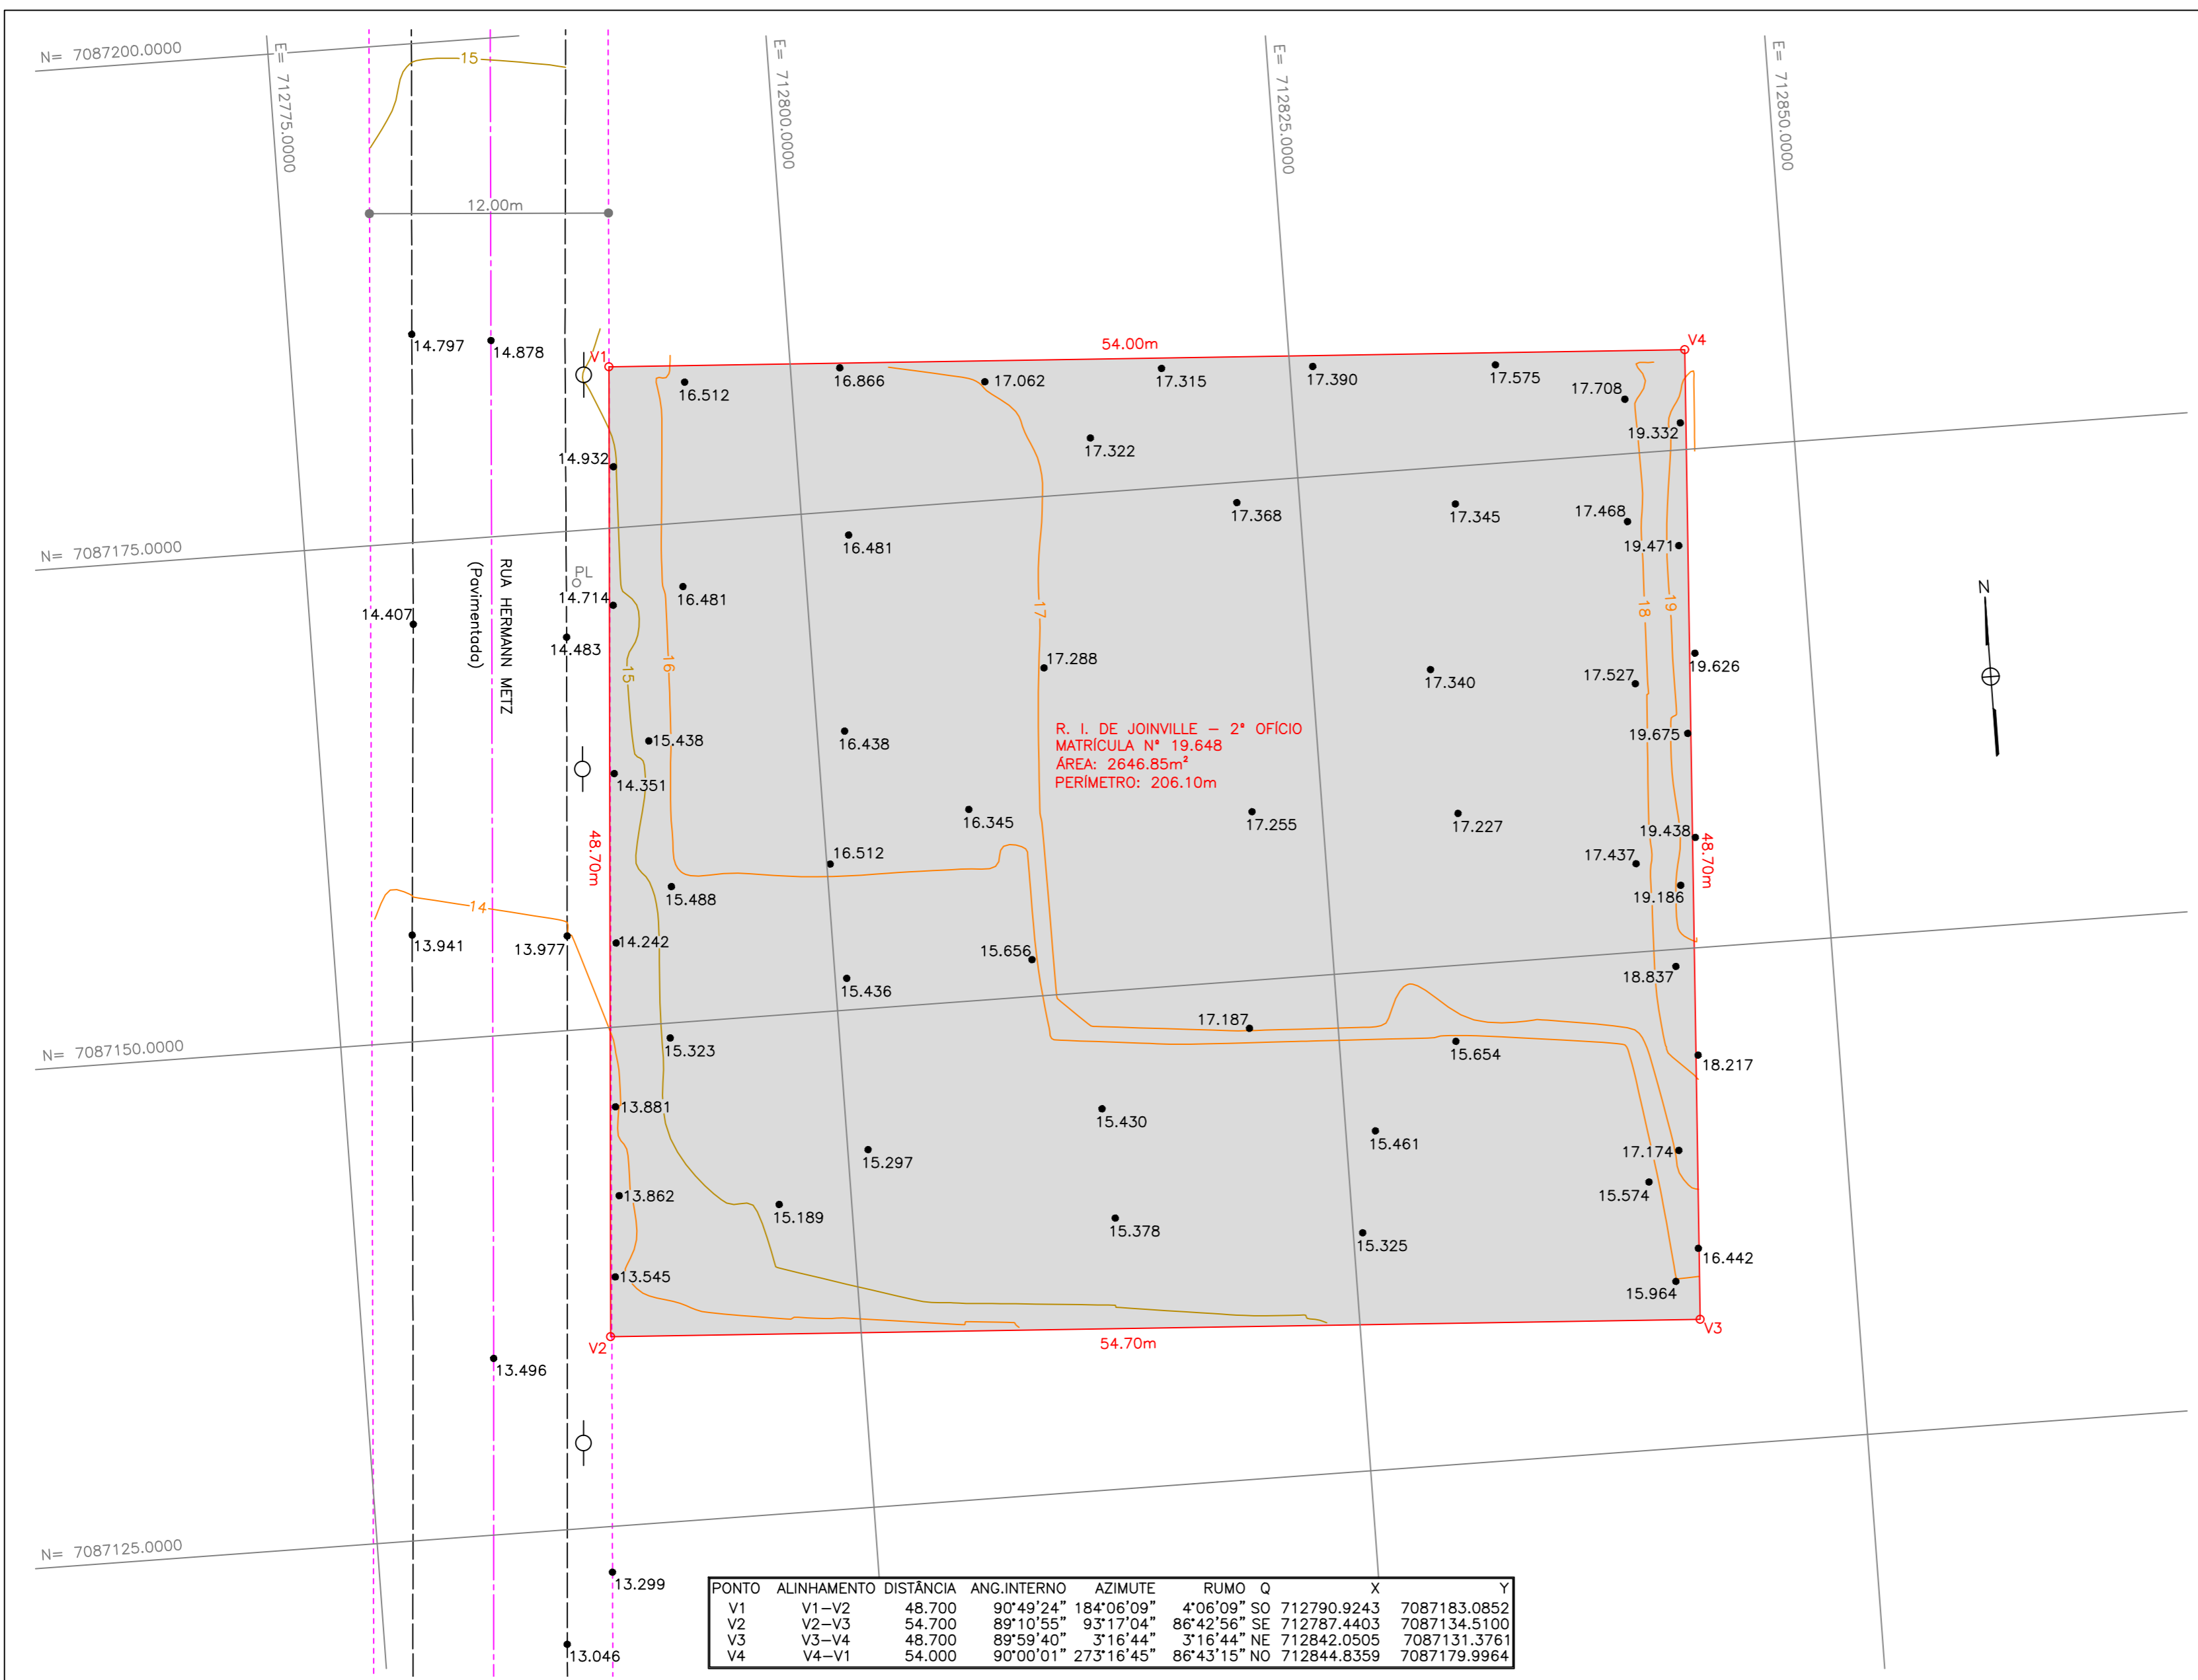 N= 7087200.0000
E= 712775.0000
E= 712800.0000
E= 712825.0000
E= 712850.0000
15
12.00m
14.797
14.878
V1
54.00m
V4
16.512
16.866
17.062
17.315
17.390
17.575
17.708
19.332
17.322
14.932
17.368
17.345
17.468
N= 7087175.0000
16.481
19.471
PL
14.714
16.481
14.407
RUA HERMANN METZ
(Pavimentada)
14.483
15
16
17
18
19
17.288
17.340
17.527
19.626
R. I. DE JOINVILLE – 2° OFÍCIO
MATRÍCULA N° 19.648
ÁREA: 2646.85m²
PERÍMETRO: 206.10m
15.438
16.438
19.675
14.351
16.345
17.255
17.227
19.438
48.70m
48.70m
16.512
17.437
15.488
19.186
14
13.941
13.977
14.242
15.656
15.436
18.837
N
N= 7087150.0000
15.323
17.187
15.654
18.217
13.881
15.430
15.461
15.297
17.174
13.862
15.189
15.378
15.574
15.325
16.442
13.545
15.964
V2
54.70m
V3
13.496
N= 7087125.0000
13.299
13.046
PONTO ALINHAMENTO DISTÂNCIA ANG.INTERNO AZIMUTE RUMO Q X Y
V1 V1–V2 48.700 90°49'24" 184°06'09" 4°06'09" SO 712790.9243 7087183.0852
V2 V2–V3 54.700 89°10'55" 93°17'04" 86°42'56" SE 712787.4403 7087134.5100
V3 V3–V4 48.700 89°59'40" 3°16'44" 3°16'44" NE 712842.0505 7087131.3761
V4 V4–V1 54.000 90°00'01" 273°16'45" 86°43'15" NO 712844.8359 7087179.9964